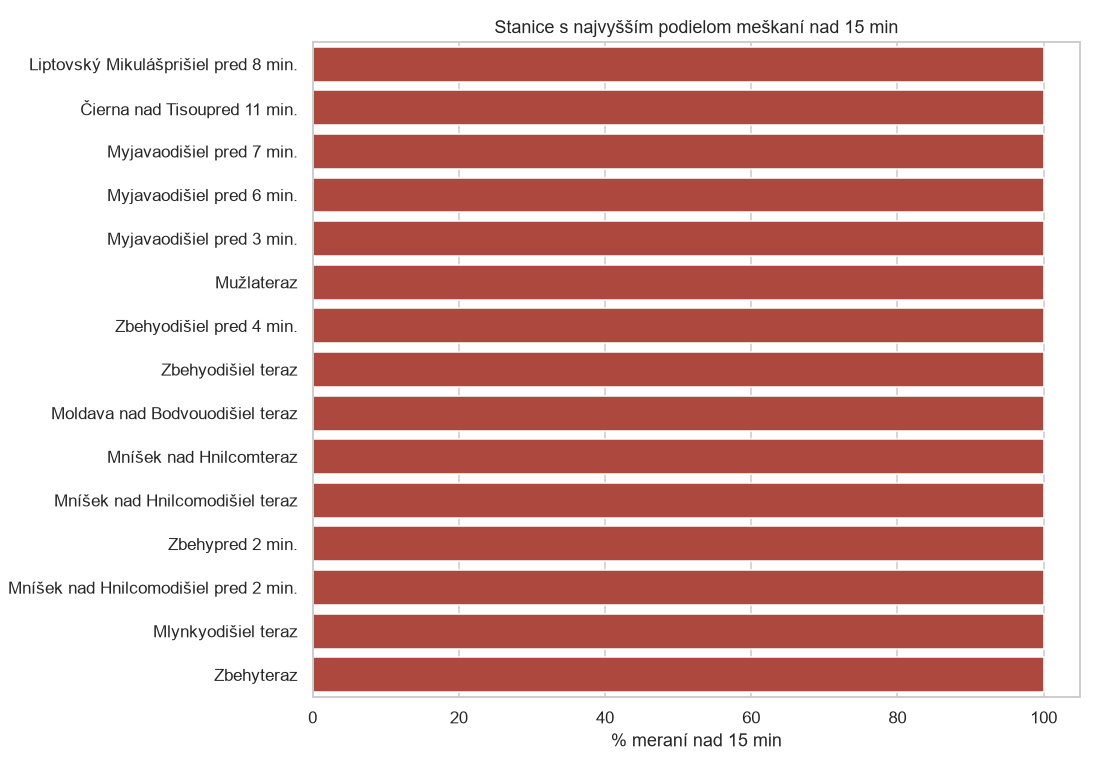 Stanice s najvyšším podielom meškaní nad 15 min
Liptovský Mikulášprišiel pred 8 min.
Čierna nad Tisoupred 11 min.
Myjavaodišiel pred 7 min.
Myjavaodišiel pred 6 min.
Myjavaodišiel pred 3 min.
Mužlateraz
Zbehyodišiel pred 4 min.
Zbehyodišiel teraz
Moldava nad Bodvouodišiel teraz
Mníšek nad Hnilcomteraz
Mníšek nad Hnilcomodišiel teraz
Zbehypred 2 min.
Mníšek nad Hnilcomodišiel pred 2 min.
Mlynkyodišiel teraz
Zbehyteraz
0 20 40 60 80 100
% meraní nad 15 min